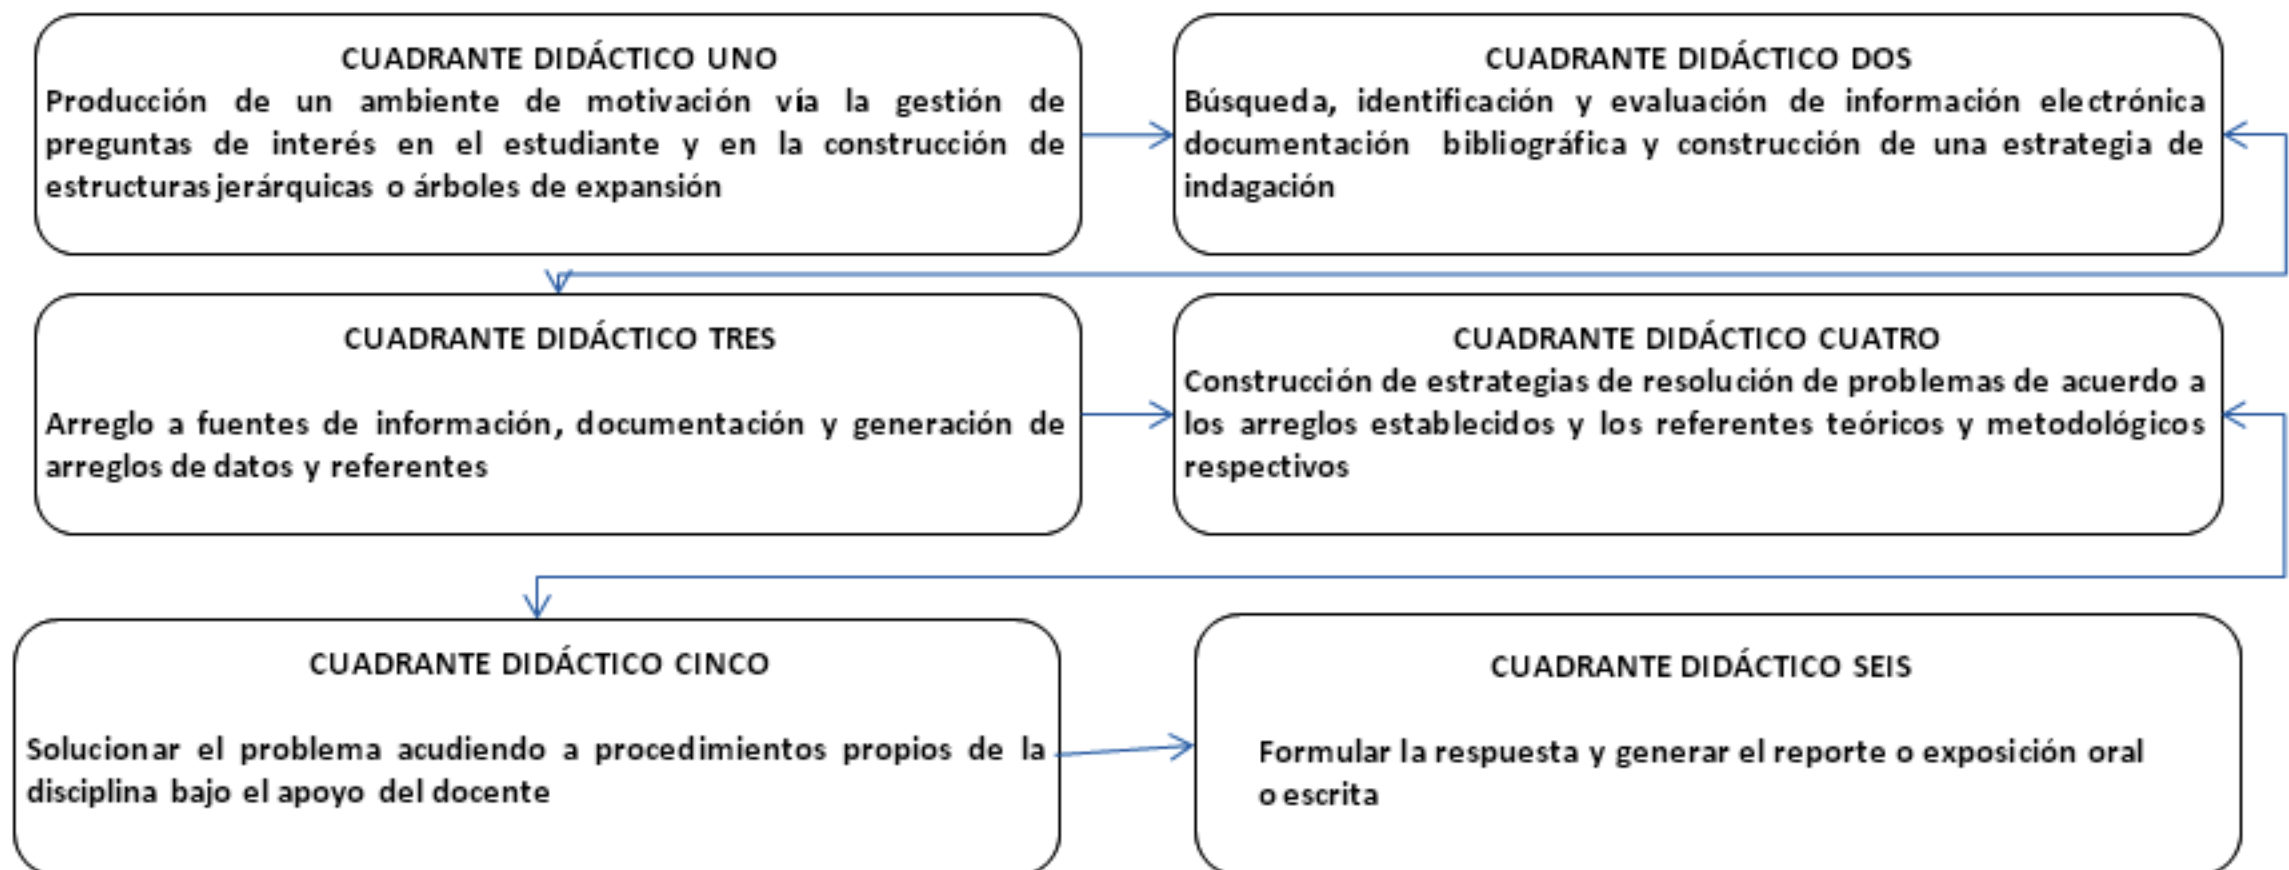 CUADRANTE DIDÁCTICO UNO
Producción de un ambiente de motivación vía la gestión de
preguntas de interés en el estudiante y en la construcción de
estructuras jerárquicas o árboles de expansión
CUADRANTE DIDÁCTICO DOS
Búsqueda, identificación y evaluación de información electrónica
documentación bibliográfica y construcción de una estrategia de
indagación
CUADRANTE DIDÁCTICO TRES
Arreglo a fuentes de información, documentación y generación de
arreglos de datos y referentes
CUADRANTE DIDÁCTICO CUATRO
Construcción de estrategias de resolución de problemas de acuerdo a
los arreglos establecidos y los referentes teóricos y metodológicos
respectivos
CUADRANTE DIDÁCTICO CINCO
Solucionar el problema acudiendo a procedimientos propios de la
disciplina bajo el apoyo del docente
CUADRANTE DIDÁCTICO SEIS
Formular la respuesta y generar el reporte o exposición oral
o escrita